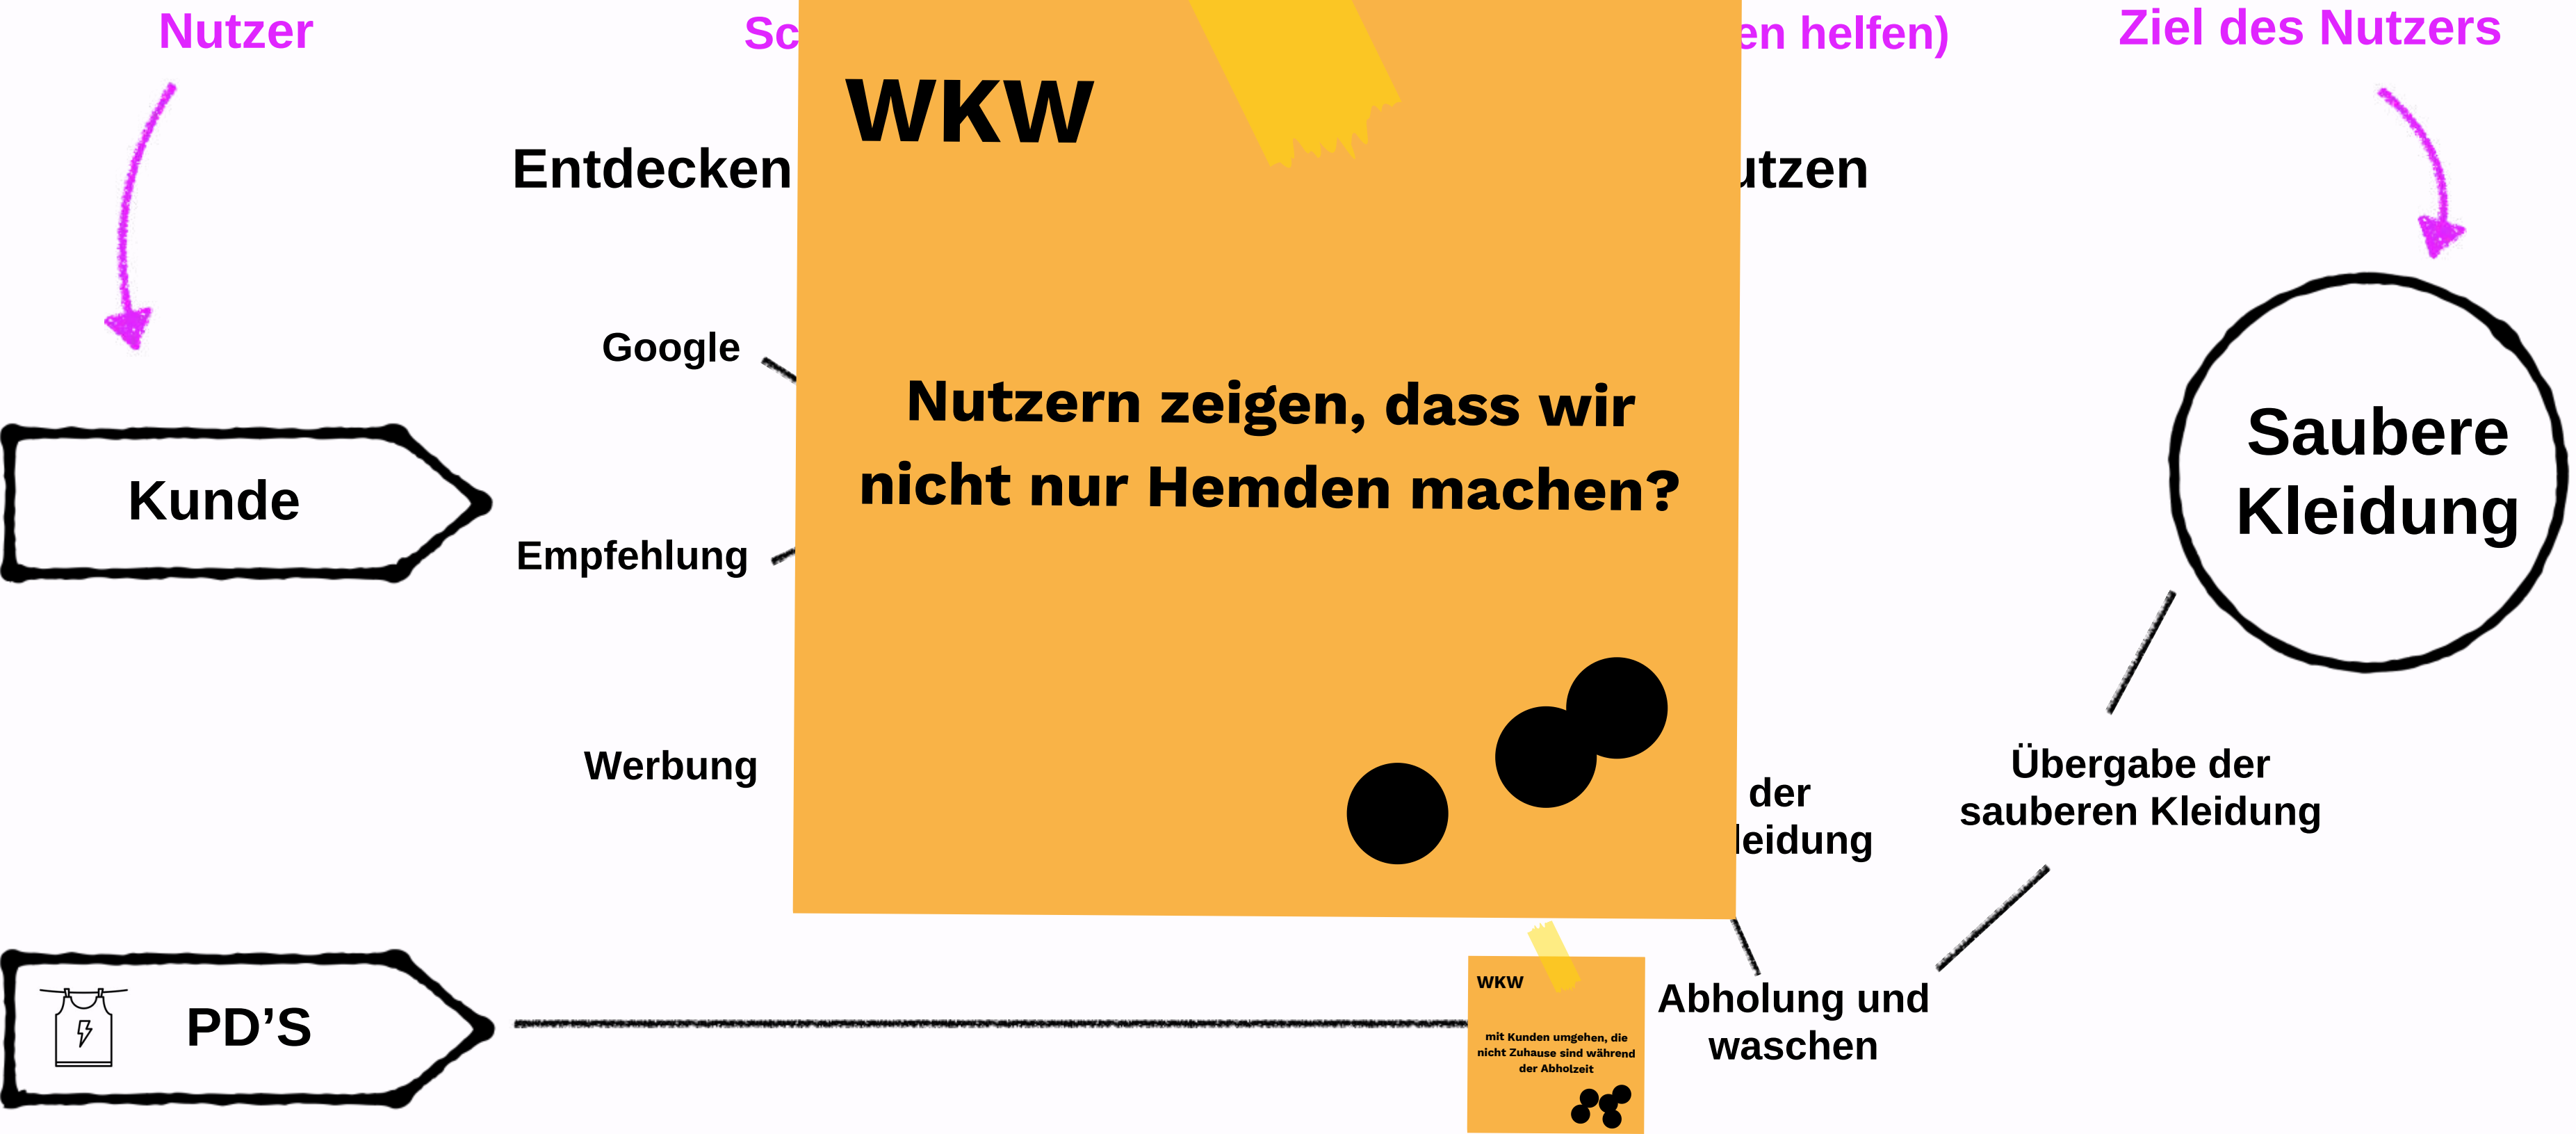 Nutzer
Sc
en helfen)
Ziel des Nutzers
WKW
Entdecken
utzen
Google
Nutzern zeigen, dass wir
nicht nur Hemden machen?
Kunde
Empfehlung
Saubere
Kleidung
Werbung
der
leidung
Übergabe der
sauberen Kleidung
PD’S
WKW
mit Kunden umgehen, die
nicht Zuhause sind während
der Abholzeit
Abholung und
waschen